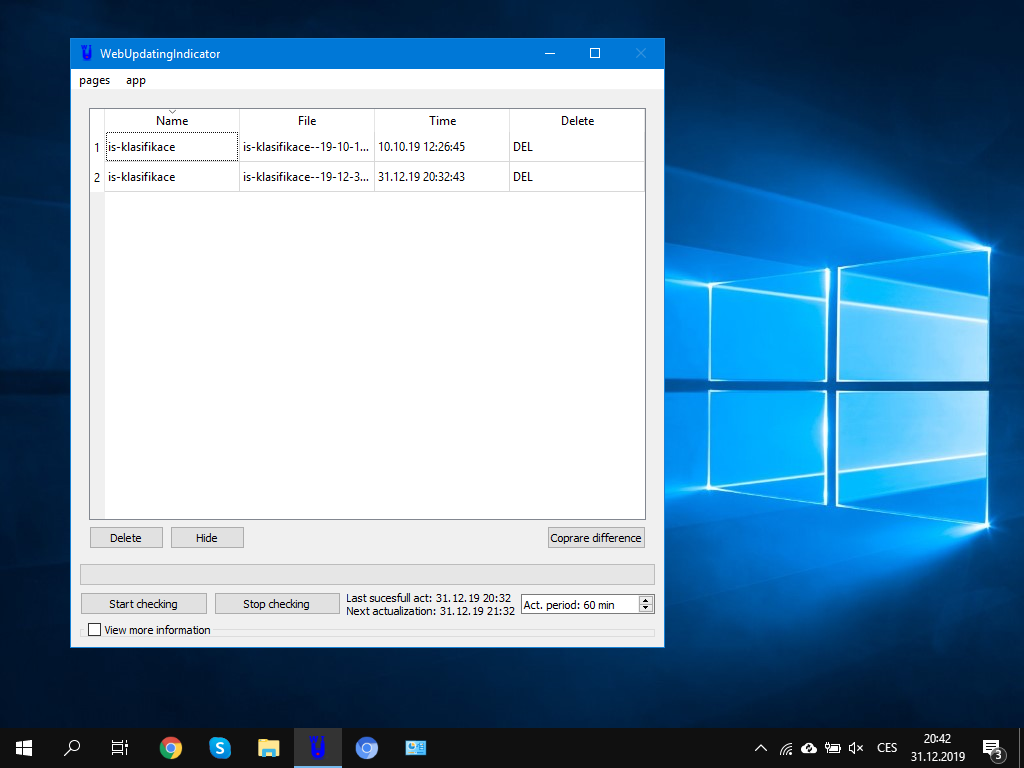 WebUpdatingIndicator
pages app
Name File Time Delete
1 is-klasifikace is-klasifikace--19-10-1... 10.10.19 12:26:45 DEL
2 is-klasifikace is-klasifikace--19-12-3... 31.12.19 20:32:43 DEL
Delete Hide Coprare difference
Start checking Stop checking Last sucesfull act: 31.12.19 20:32 Act. period: 60 min
Next actualization: 31.12.19 21:32
View more information
CES 20:42
31.12.2019
3